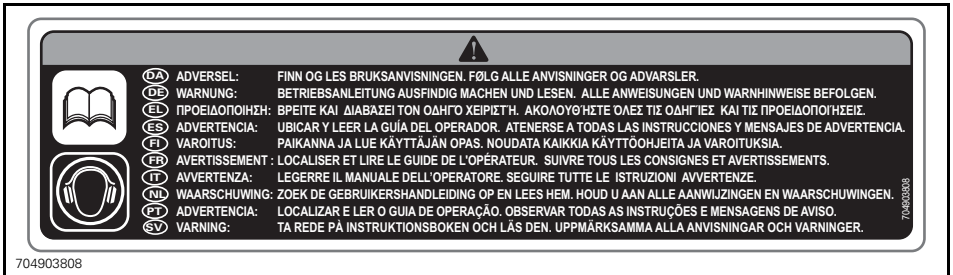 DA ADVERSEL: FINN OG LES BRUKSANVISNINGEN. FØLG ALLE ANVISNINGER OG ADVARSLER.
DE WARNUNG: BETRIEBSANLEITUNG AUSFINDIG MACHEN UND LESEN. ALLE ANWEISUNGEN UND WARNHINWEISE BEFOLGEN.
EL ΠΡΟΕΙΔΟΠΟΙΗΣΗ: ΒΡΕΙΤΕ ΚΑΙ ΔΙΑΒΆΣΕΙ ΤΟΝ ΟΔΗΓΌ ΧΕΙΡΙΣΤΉ. ΑΚΟΛΟΥΘΉΣΤΕ ΌΛΕΣ ΤΙΣ ΟΔΗΓΊΕΣ ΚΑΙ ΤΙΣ ΠΡΟΕΙΔΟΠΟΙΉΣΕΙΣ.
ES ADVERTENCIA: UBICAR Y LEER LA GUÍA DEL OPERADOR. ATENERSE A TODAS LAS INSTRUCCIONES Y MENSAJES DE ADVERTENCIA.
FI VAROITUS: PAIKANNA JA LUE KÄYTTÄJÄN OPAS. NOUDATA KAIKKIA KÄYTTÖOHJEITA JA VAROITUKSIA.
FR AVERTISSEMENT : LOCALISER ET LIRE LE GUIDE DE L'OPÉRATEUR. SUIVRE TOUS LES CONSIGNES ET AVERTISSEMENTS.
IT AVVERTENZA: LEGERRE IL MANUALE DELL'OPERATORE. SEGUIRE TUTTE LE ISTRUZIONI AVVERTENZE.
NL WAARSCHUWING: ZOEK DE GEBRUIKERSHANDLEIDING OP EN LEES HEM. HOUD U AAN ALLE AANWIJZINGEN EN WAARSCHUWINGEN.
PT ADVERTENCIA: LOCALIZAR E LER O GUIA DE OPERAÇÃO. OBSERVAR TODAS AS INSTRUÇÕES E MENSAGENS DE AVISO.
SV VARNING: TA REDE PÅ INSTRUKTIONSBOKEN OCH LÄS DEN. UPPMÄRKSAMMA ALLA ANVISNINGAR OCH VARNINGER.
704903808
704903808